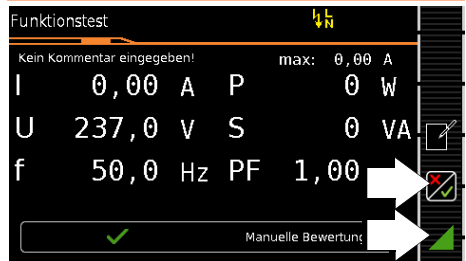 Funktionstest L N
Kein Kommentar eingegeben! max: 0,00 A
I 0,00 A P 0 W
U 237,0 V S 0 VA
f 50,0 Hz PF 1,00
Manuelle Bewertung